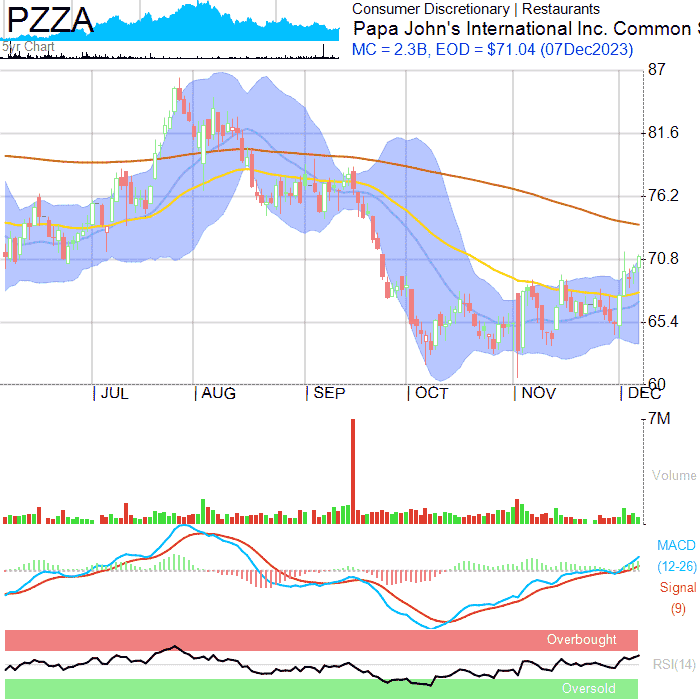 PZZA
5yr Chart
Consumer Discretionary | Restaurants
Papa John's International Inc. Common S
MC = 2.3B, EOD = $71.04 (07Dec2023)
87
81.6
76.2
70.8
65.4
60
JUL AUG SEP OCT NOV DEC
7M
Volume
MACD
(12-26)
Signal
(9)
Overbought
RSI(14)
Oversold